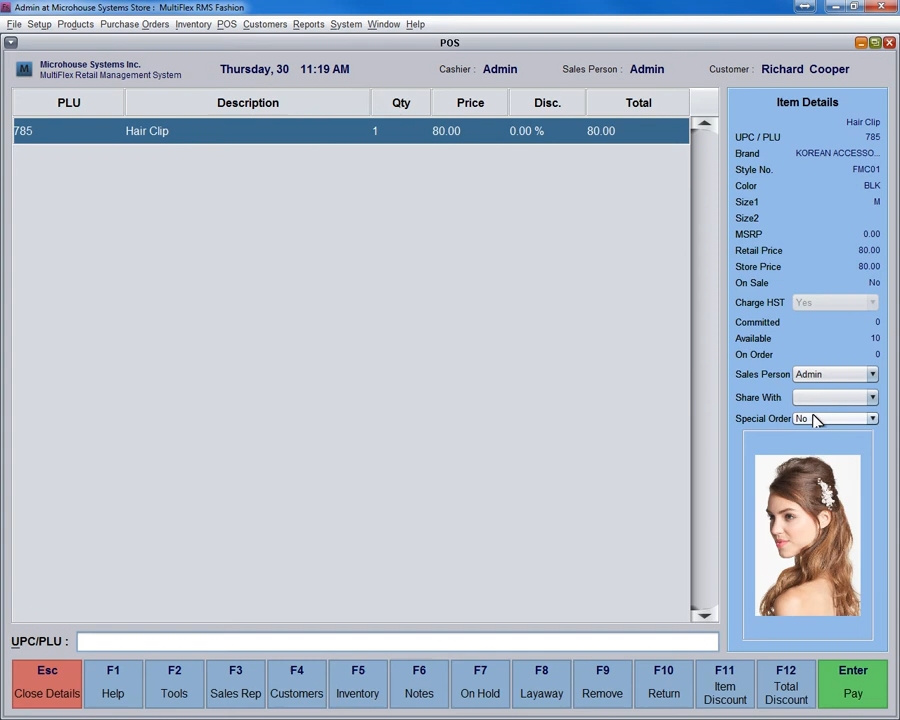 Admin at Microhouse Systems Store : MultiFlex RMS Fashion
File Setup Products Purchase Orders Inventory POS Customers Reports System Window Help
POS
Microhouse Systems Inc.
MultiFlex Retail Management System
Thursday, 30 11:19 AM
Cashier : Admin
Sales Person : Admin
Customer : Richard Cooper
PLU Description Qty Price Disc. Total
785 Hair Clip 1 80.00 0.00 % 80.00
Item Details
Hair Clip
UPC / PLU 785
Brand KOREAN ACCESSO...
Style No. FMC01
Color BLK
Size1 M
Size2
MSRP 0.00
Retail Price 80.00
Store Price 80.00
On Sale No
Charge HST Yes
Committed 0
Available 10
On Order 0
Sales Person Admin
Share With
Special Order No
UPC/PLU :
Esc F1 F2 F3 F4 F5 F6 F7 F8 F9 F10 F11 F12 Enter
Close Details Help Tools Sales Rep Customers Inventory Notes On Hold Layaway Remove Return Item Discount Total Discount Pay